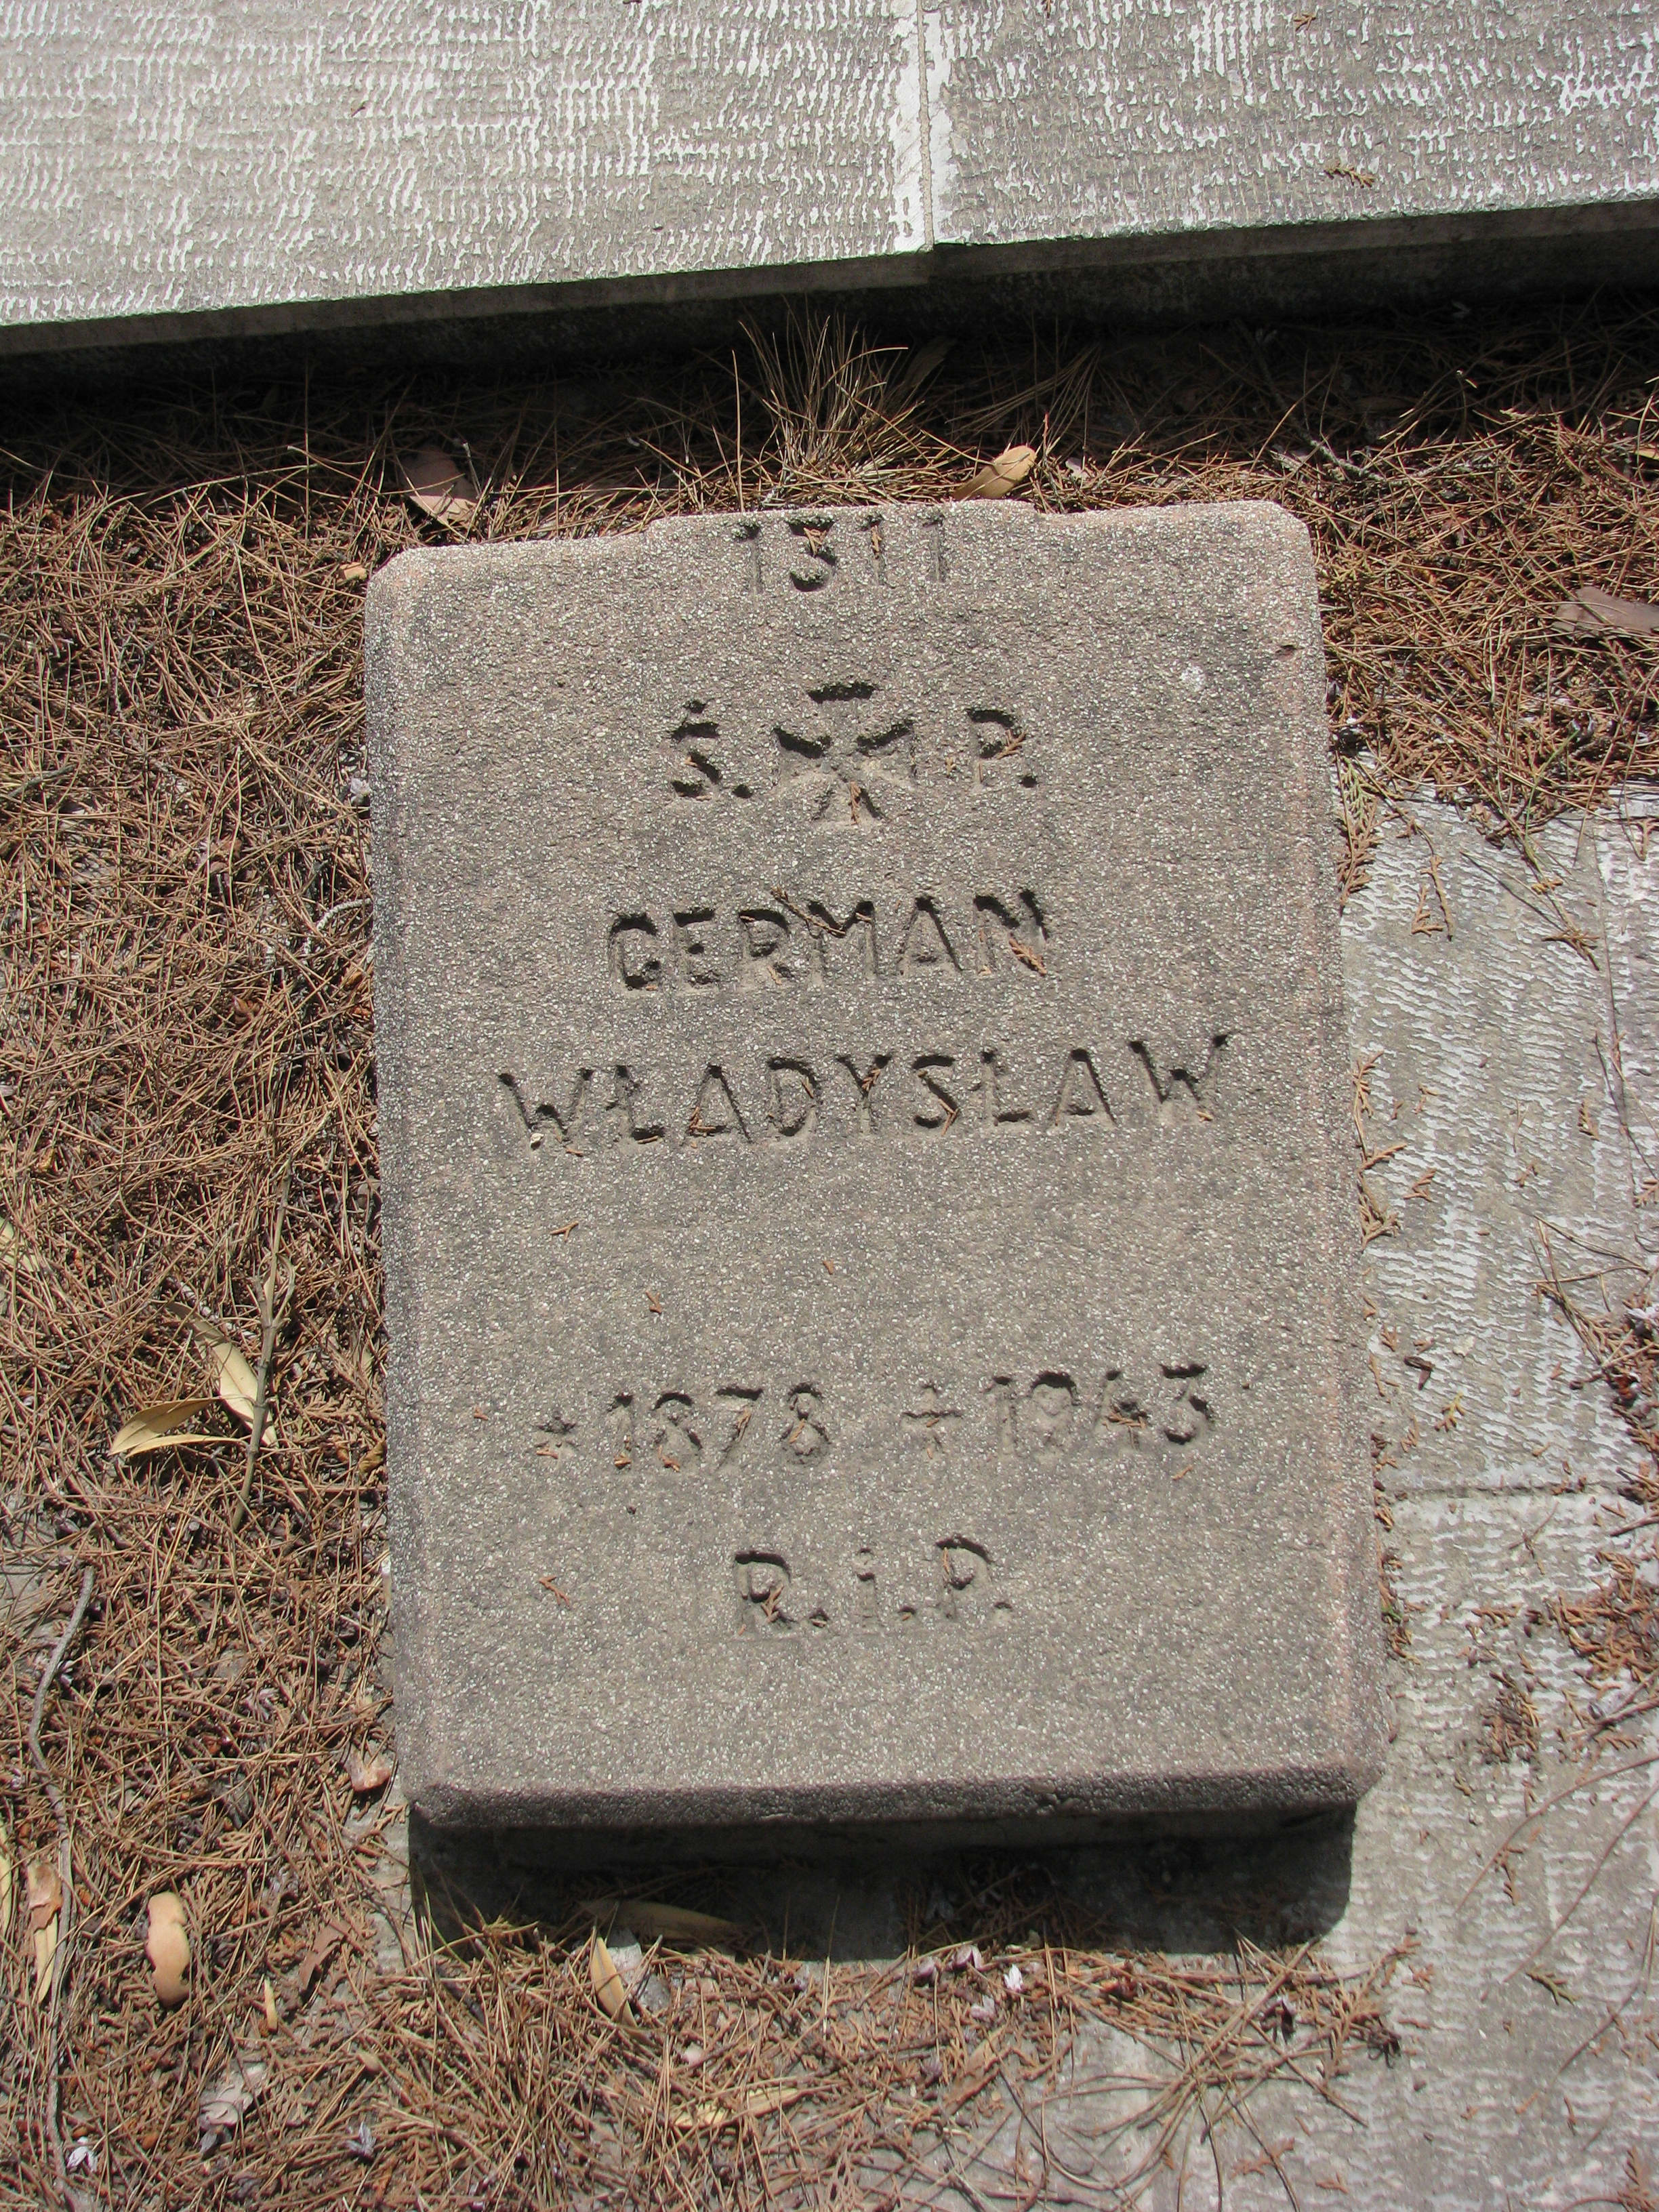 1311
Ś. P.
GERMAN
WŁADYSŁAW
*1878 +1943
R.i.P.